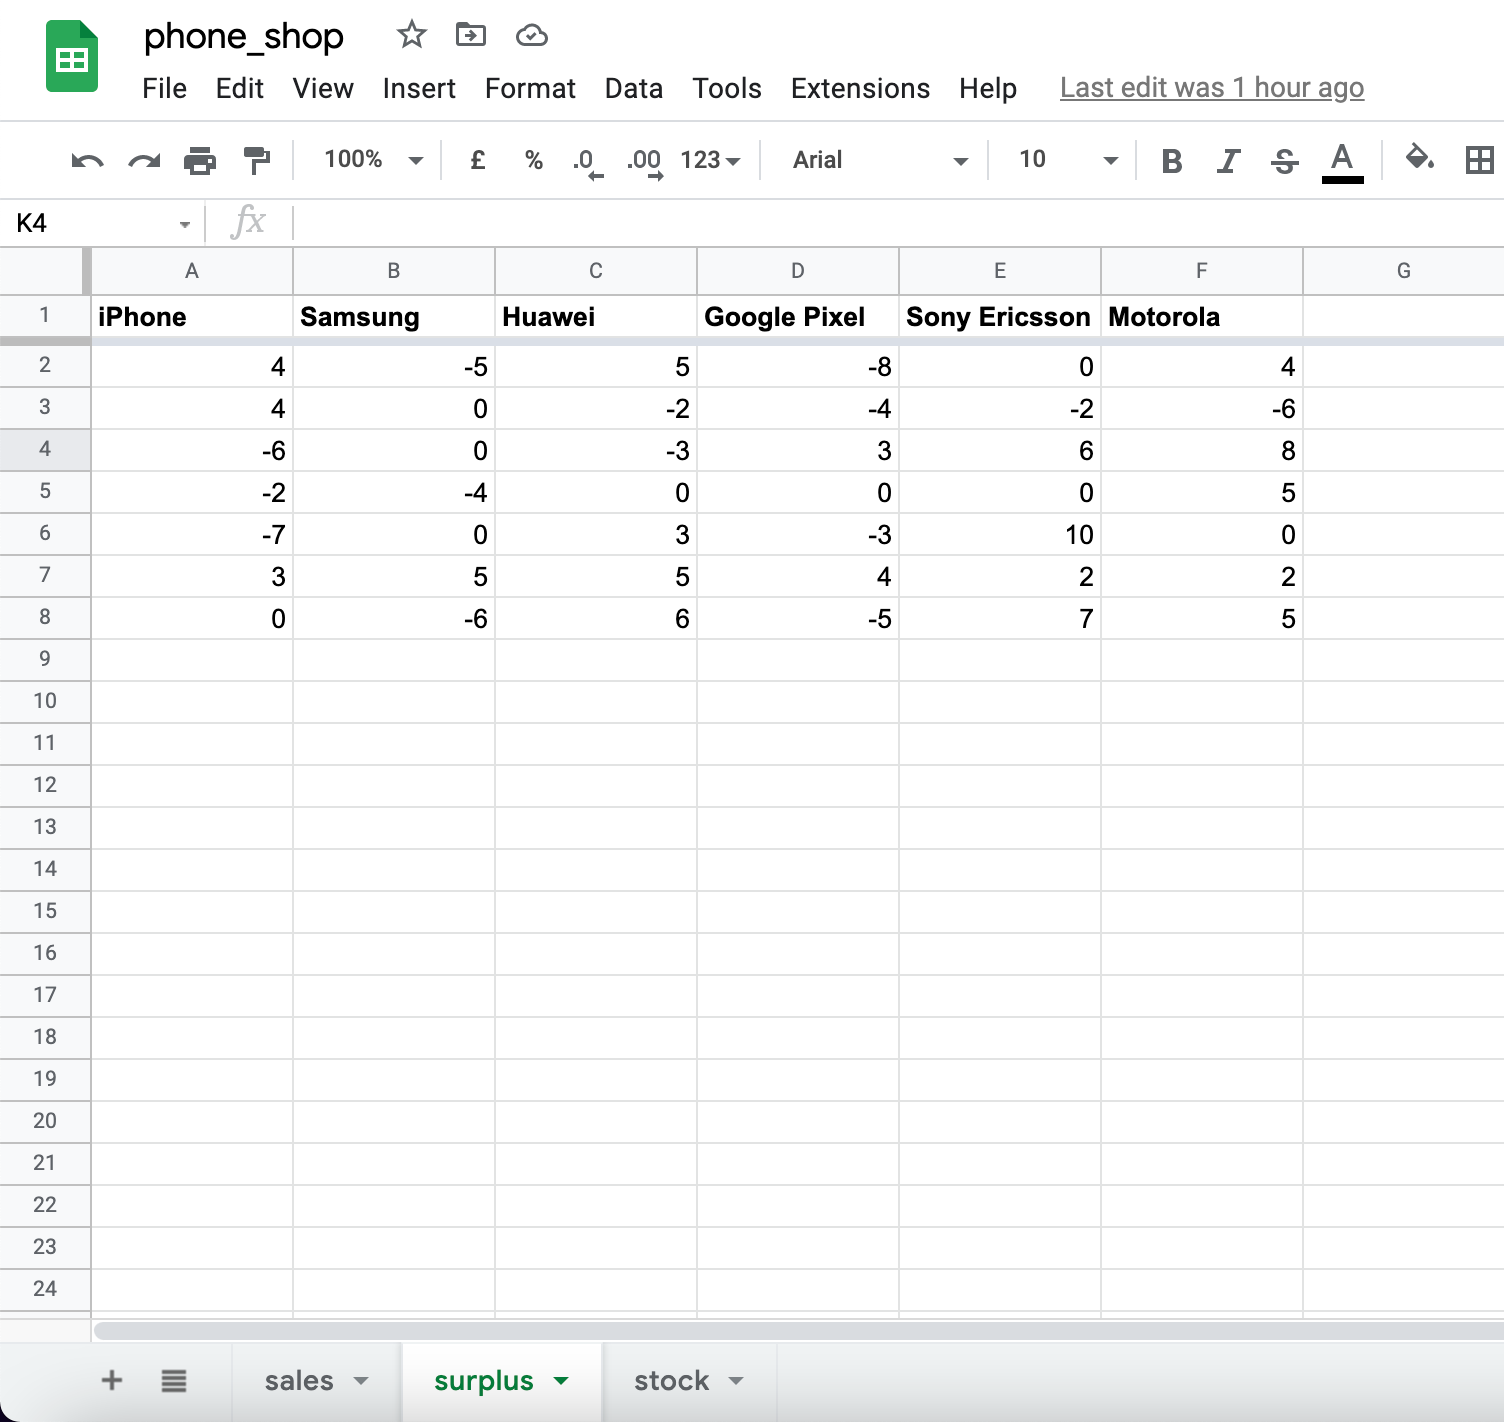 phone_shop
File Edit View Insert Format Data Tools Extensions Help Last edit was 1 hour ago
100% £ % .0 .00 123 Arial 10 B I S A
K4 fx
A B C D E F G
1 iPhone Samsung Huawei Google Pixel Sony Ericsson Motorola
2 4 -5 5 -8 0 4
3 4 0 -2 -4 -2 -6
4 -6 0 -3 3 6 8
5 -2 -4 0 0 0 5
6 -7 0 3 -3 10 0
7 3 5 5 4 2 2
8 0 -6 6 -5 7 5
9
10
11
12
13
14
15
16
17
18
19
20
21
22
23
24
+ sales surplus stock